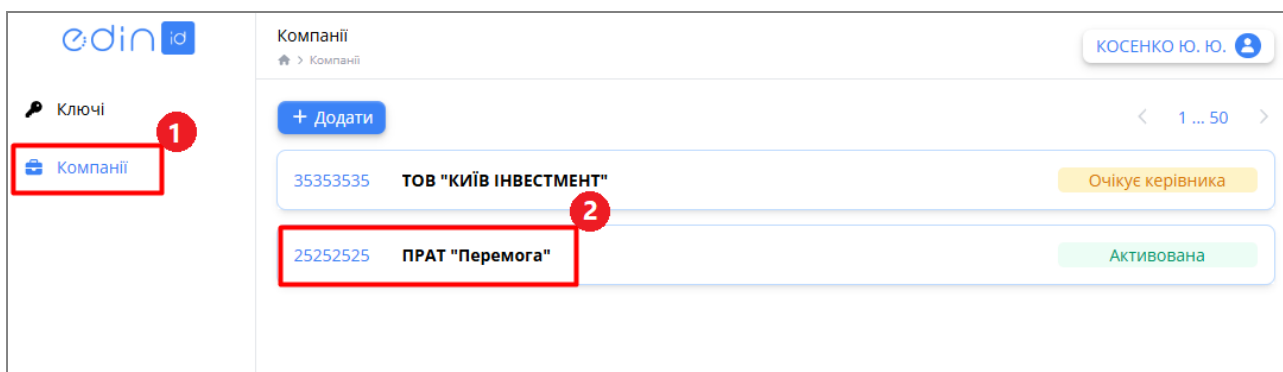 edin id
Компанії
Компанії
КОСЕНКО Ю. Ю.
Ключі
1
Компанії
+ Додати
1 ... 50
35353535 ТОВ "КИЇВ ІНВЕСТМЕНТ" Очікує керівника
2
25252525 ПРАТ "Перемога" Активована